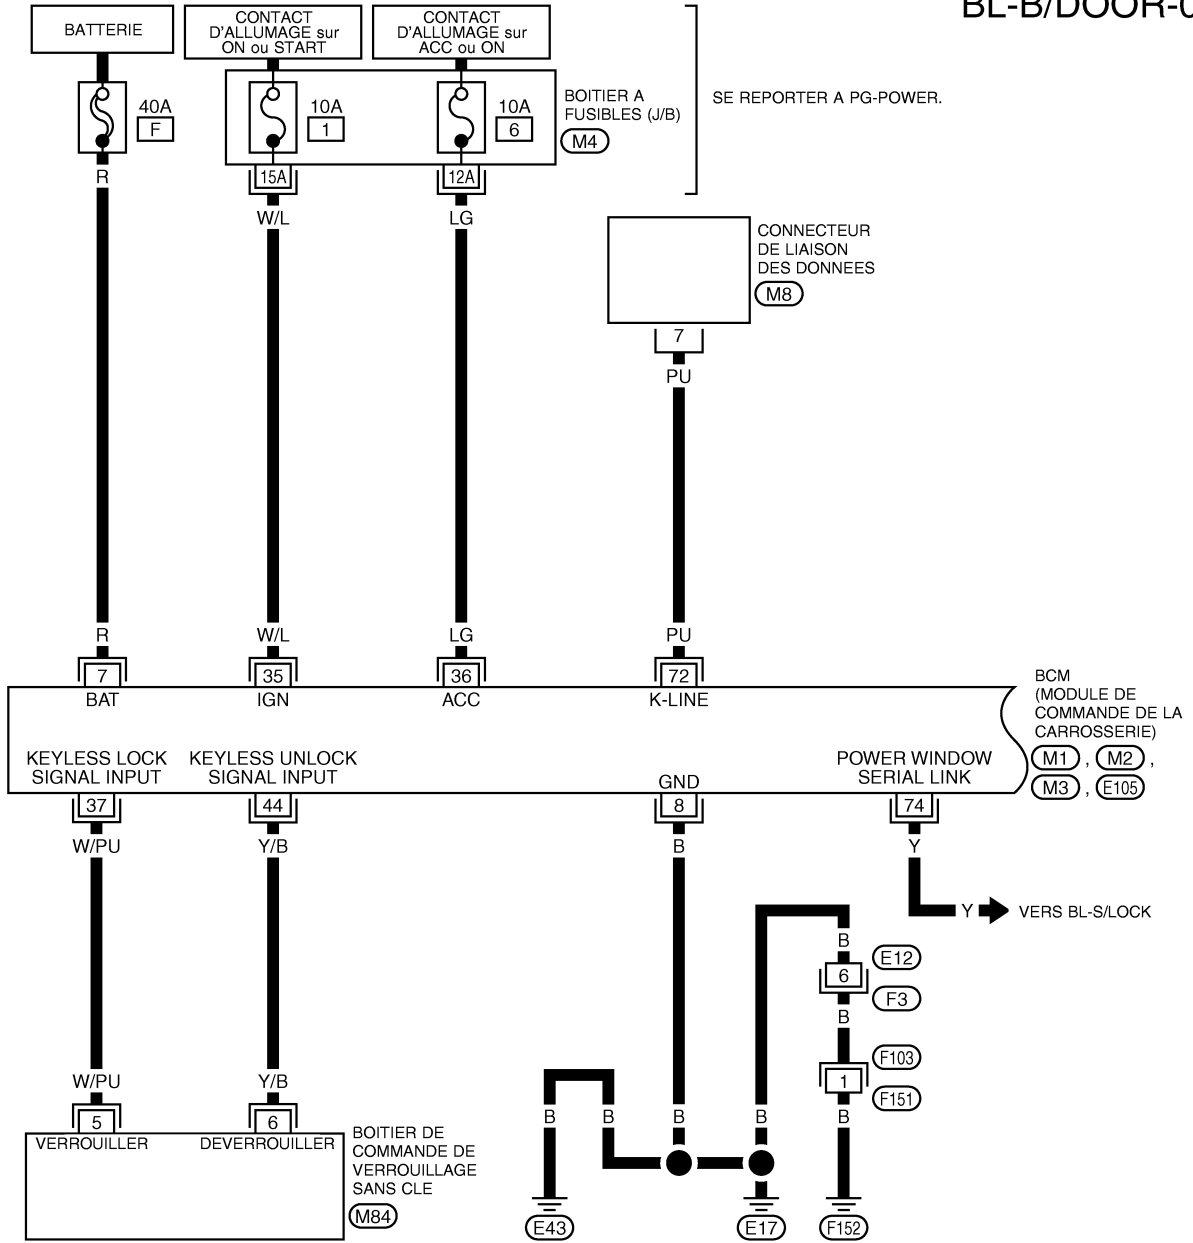 BL-B/DOOR-0
BATTERIE
CONTACT
D'ALLUMAGE sur
ON ou START
CONTACT
D'ALLUMAGE sur
ACC ou ON
40A
F
10A
1
10A
6
BOITIER A
FUSIBLES (J/B)
M4
SE REPORTER A PG-POWER.
R
15A
12A
W/L
LG
CONNECTEUR
DE LIAISON
DES DONNEES
M8
7
PU
R
W/L
LG
PU
7
35
36
72
BAT
IGN
ACC
K-LINE
BCM
(MODULE DE
COMMANDE DE LA
CARROSSERIE)
M1 , M2 ,
M3 , E105
KEYLESS LOCK
SIGNAL INPUT
KEYLESS UNLOCK
SIGNAL INPUT
GND
POWER WINDOW
SERIAL LINK
37
44
8
74
W/PU
Y/B
B
Y
Y
VERS BL-S/LOCK
B
E12
6
F3
B
F103
1
F151
W/PU
Y/B
B
B
B
B
B
5
6
VERROUILLER
DEVERROUILLER
BOITIER DE
COMMANDE DE
VERROUILLAGE
SANS CLE
M84
E43
E17
F152